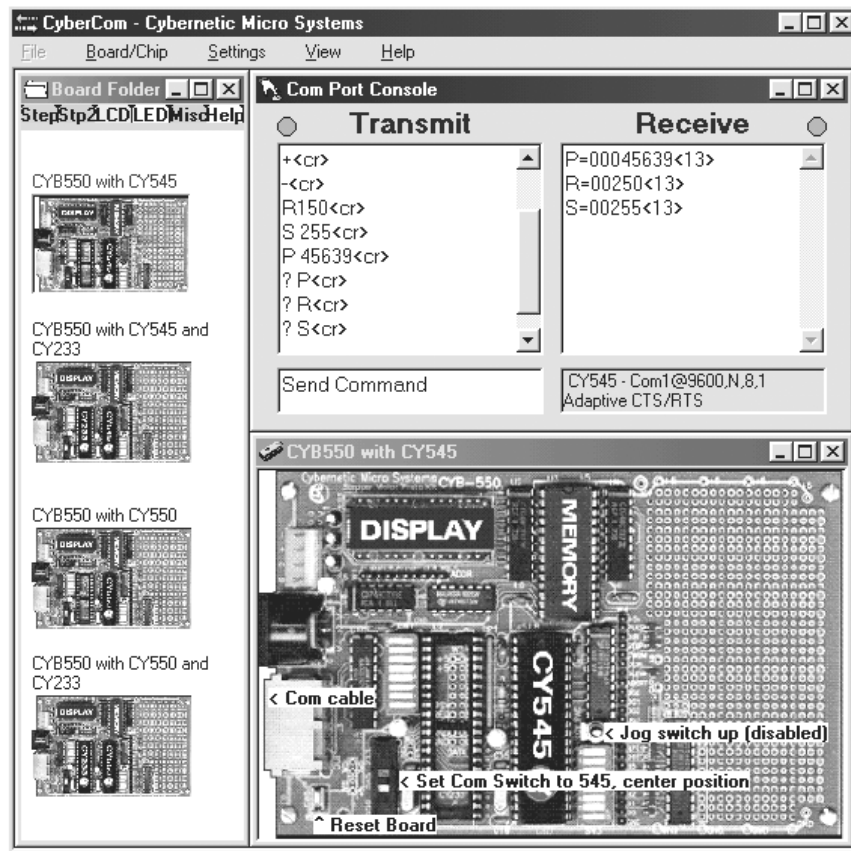 CyberCom - Cybernetic Micro Systems
File Board/Chip Settings View Help
Board Folder
Step Stp2 LCD LED Misc Help
CYB550 with CY545
CYB550 with CY545 and
CY233
CYB550 with CY550
CYB550 with CY550 and
CY233
Com Port Console
Transmit
+<cr>
-<cr>
R150<cr>
S 255<cr>
P 45639<cr>
? P<cr>
? R<cr>
? S<cr>
Send Command
Receive
P=00045639<13>
R=00250<13>
S=00255<13>
CY545 - Com1@9600,N,8,1
Adaptive CTS/RTS
CYB550 with CY545
Cybernetic Micro Systems CYB-550
DISPLAY
MEMORY
ADDR
CY545
< Com cable
< Jog switch up (disabled)
< Set Com Switch to 545, center position
^ Reset Board